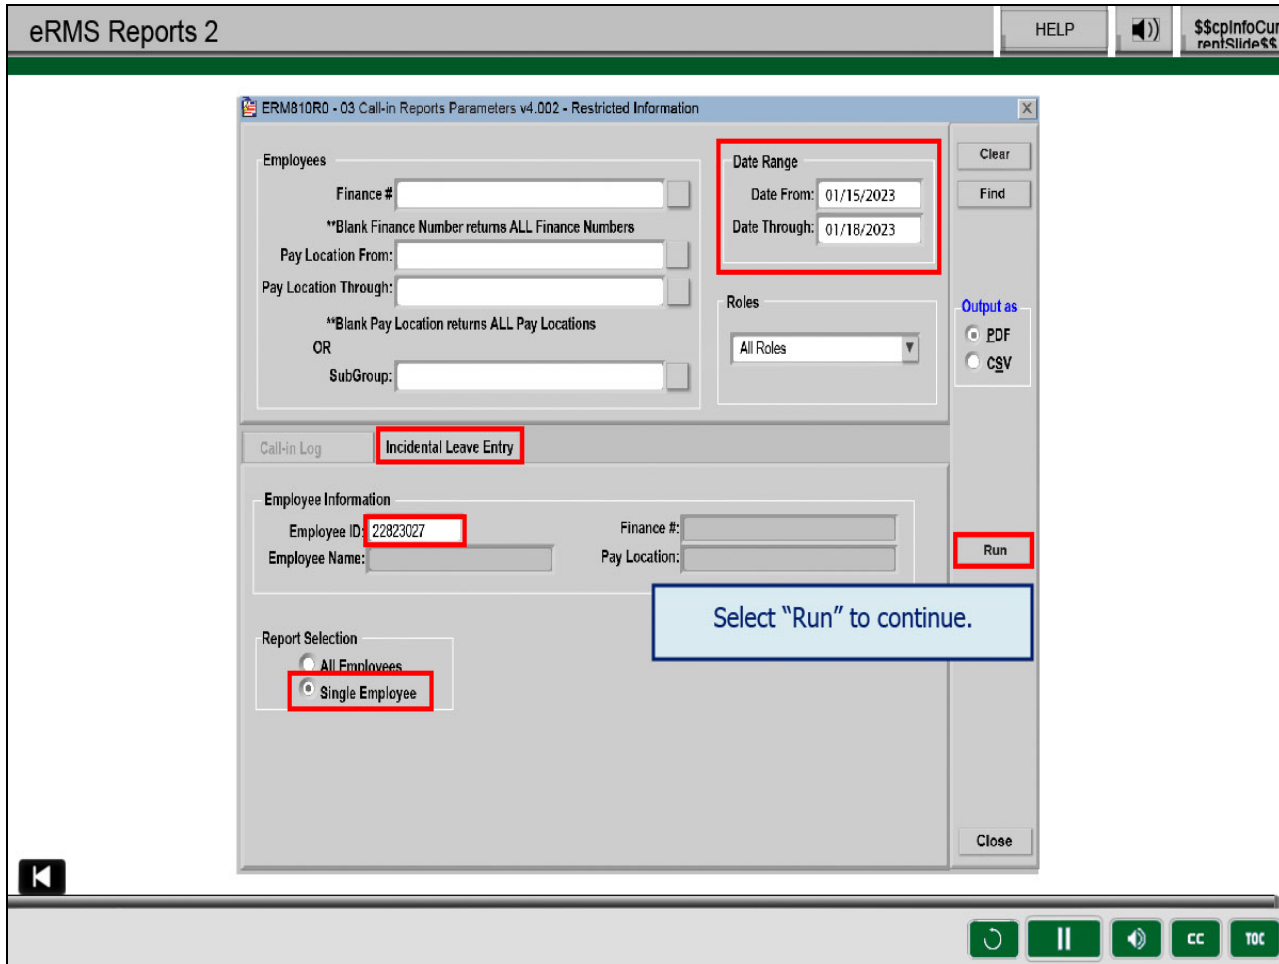 eRMS Reports 2
HELP
$$cpInfoCur
rentSlide$$
ERM810R0 - 03 Call-in Reports Parameters v4.002 - Restricted Information
Employees
Finance #
**Blank Finance Number returns ALL Finance Numbers
Pay Location From:
Pay Location Through:
**Blank Pay Location returns ALL Pay Locations
OR
SubGroup:
Date Range
Date From: 01/15/2023
Date Through: 01/18/2023
Roles
All Roles
Clear
Find
Output as
PDF
CSV
Call-in Log
Incidental Leave Entry
Employee Information
Employee ID: 22823027
Employee Name:
Finance #:
Pay Location:
Run
Select “Run” to continue.
Report Selection
All Employees
Single Employee
Close
CC
TOC